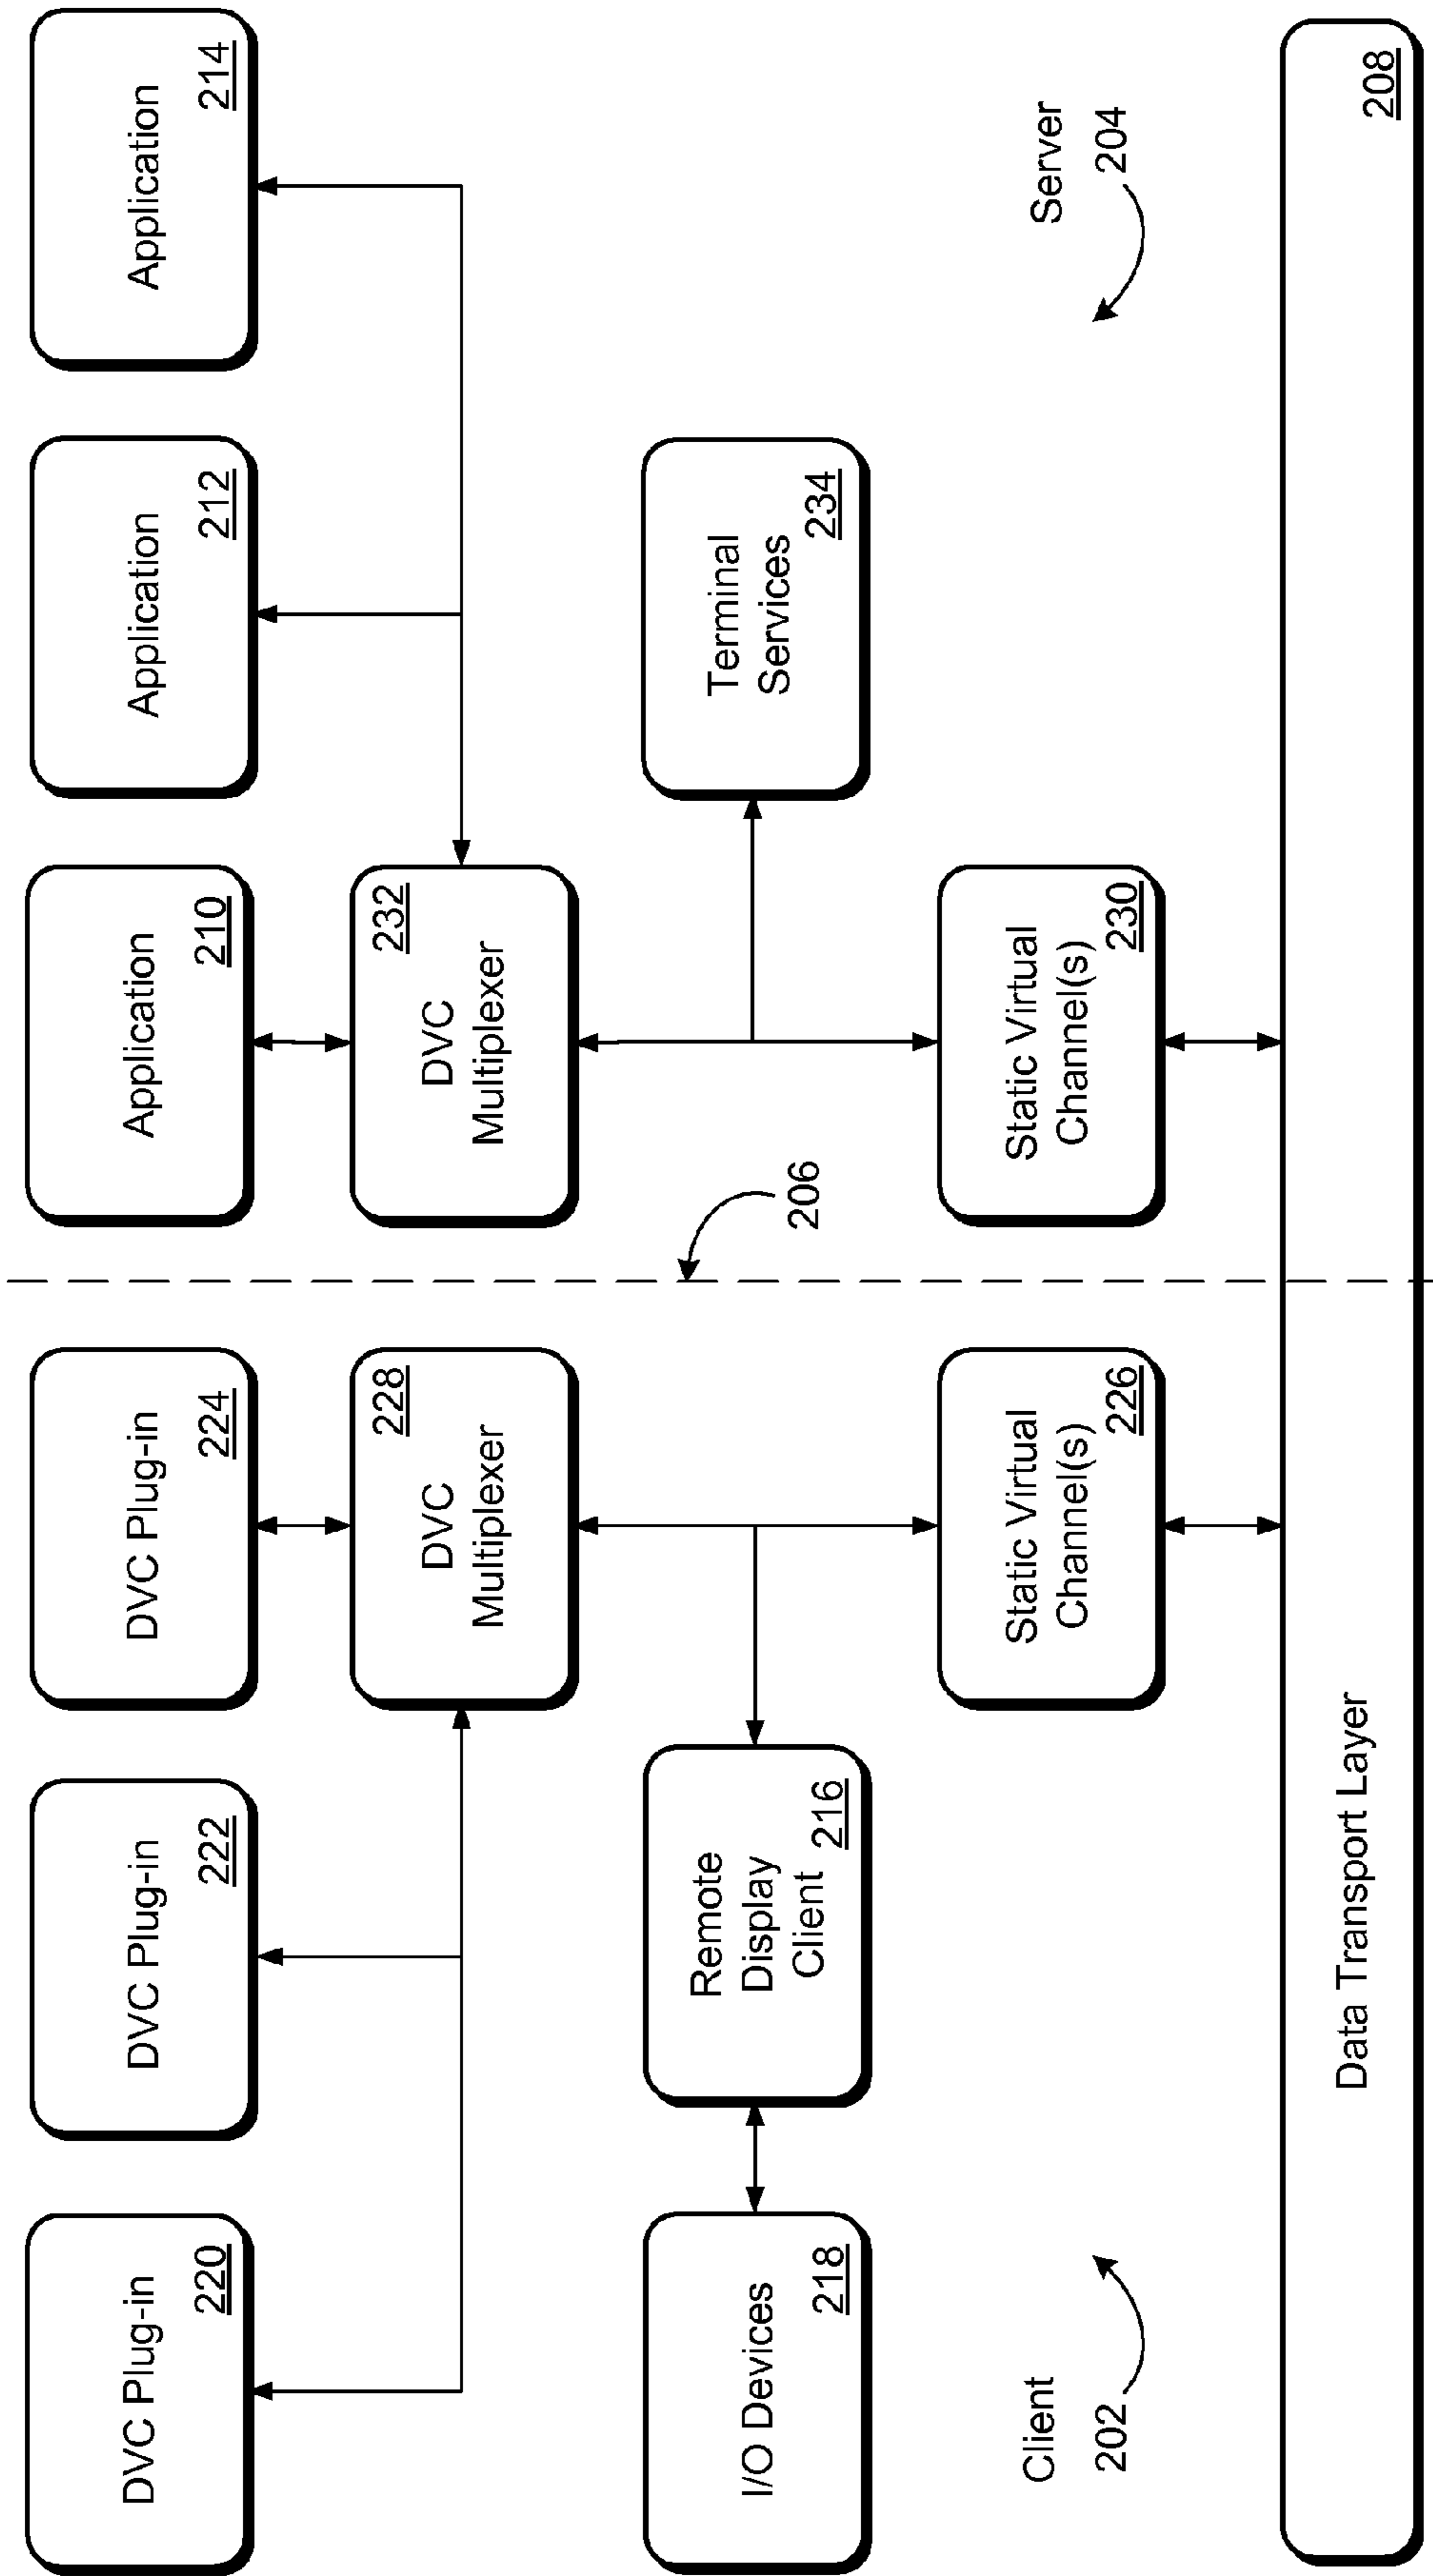 DVC Plug-in
220
DVC Plug-in
222
DVC Plug-in
224
Application
210
Application
212
Application
214
DVC
Multiplexer
228
DVC
Multiplexer
232
I/O Devices
218
Remote
Display
Client
216
206
Terminal
Services
234
Client
202
Static Virtual
Channel(s)
226
Static Virtual
Channel(s)
230
Server
204
Data Transport Layer
208